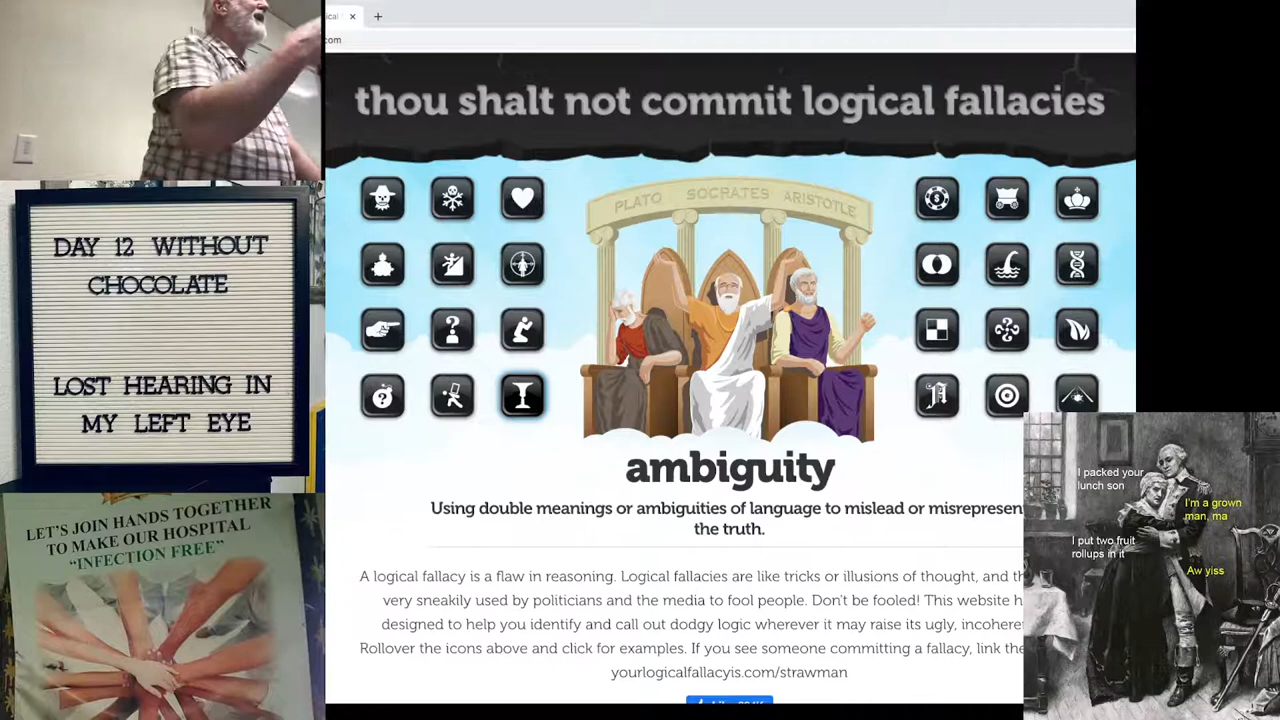 ical
com
thou shalt not commit logical fallacies
PLATO SOCRATES ARISTOTLE
ambiguity
Using double meanings or ambiguities of language to mislead or misrepresen
the truth.
A logical fallacy is a flaw in reasoning. Logical fallacies are like tricks or illusions of thought, and th
very sneakily used by politicians and the media to fool people. Don't be fooled! This website h
designed to help you identify and call out dodgy logic wherever it may raise its ugly, incohere
Rollover the icons above and click for examples. If you see someone committing a fallacy, link the
yourlogicalfallacyis.com/strawman
DAY 12 WITHOUT
CHOCOLATE
LOST HEARING IN
MY LEFT EYE
LET'S JOIN HANDS TOGETHER
TO MAKE OUR HOSPITAL
"INFECTION FREE"
I packed your
lunch son
I'm a grown
man, ma
I put two fruit
rollups in it
Aw yiss